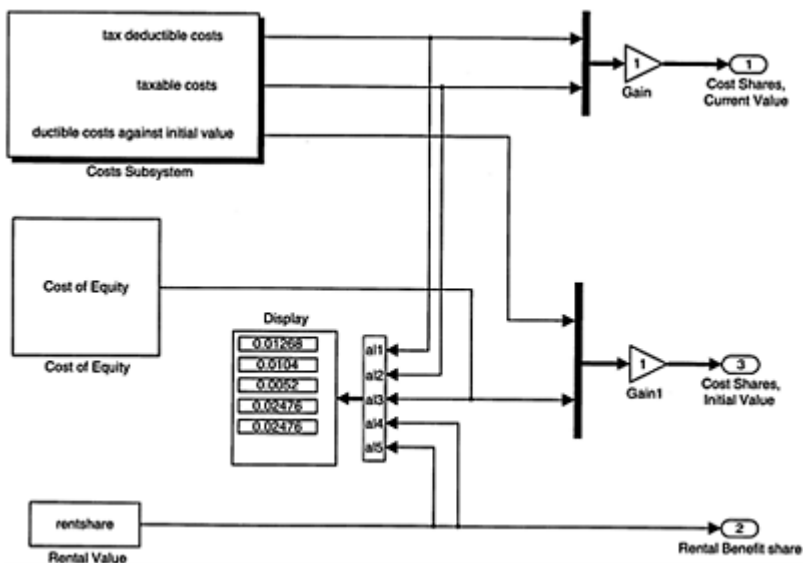 tax deductible costs
taxable costs
ductible costs against initial value
Costs Subsystem
1
Gain
1
Cost Shares,
Current Value
Cost of Equity
Cost of Equity
Display
0.01268
0.0104
0.0052
0.02476
0.02476
al1
al2
al3
al4
al5
1
Gain1
3
Cost Shares,
Initial Value
rentshare
Rental Value
2
Rental Benefit share